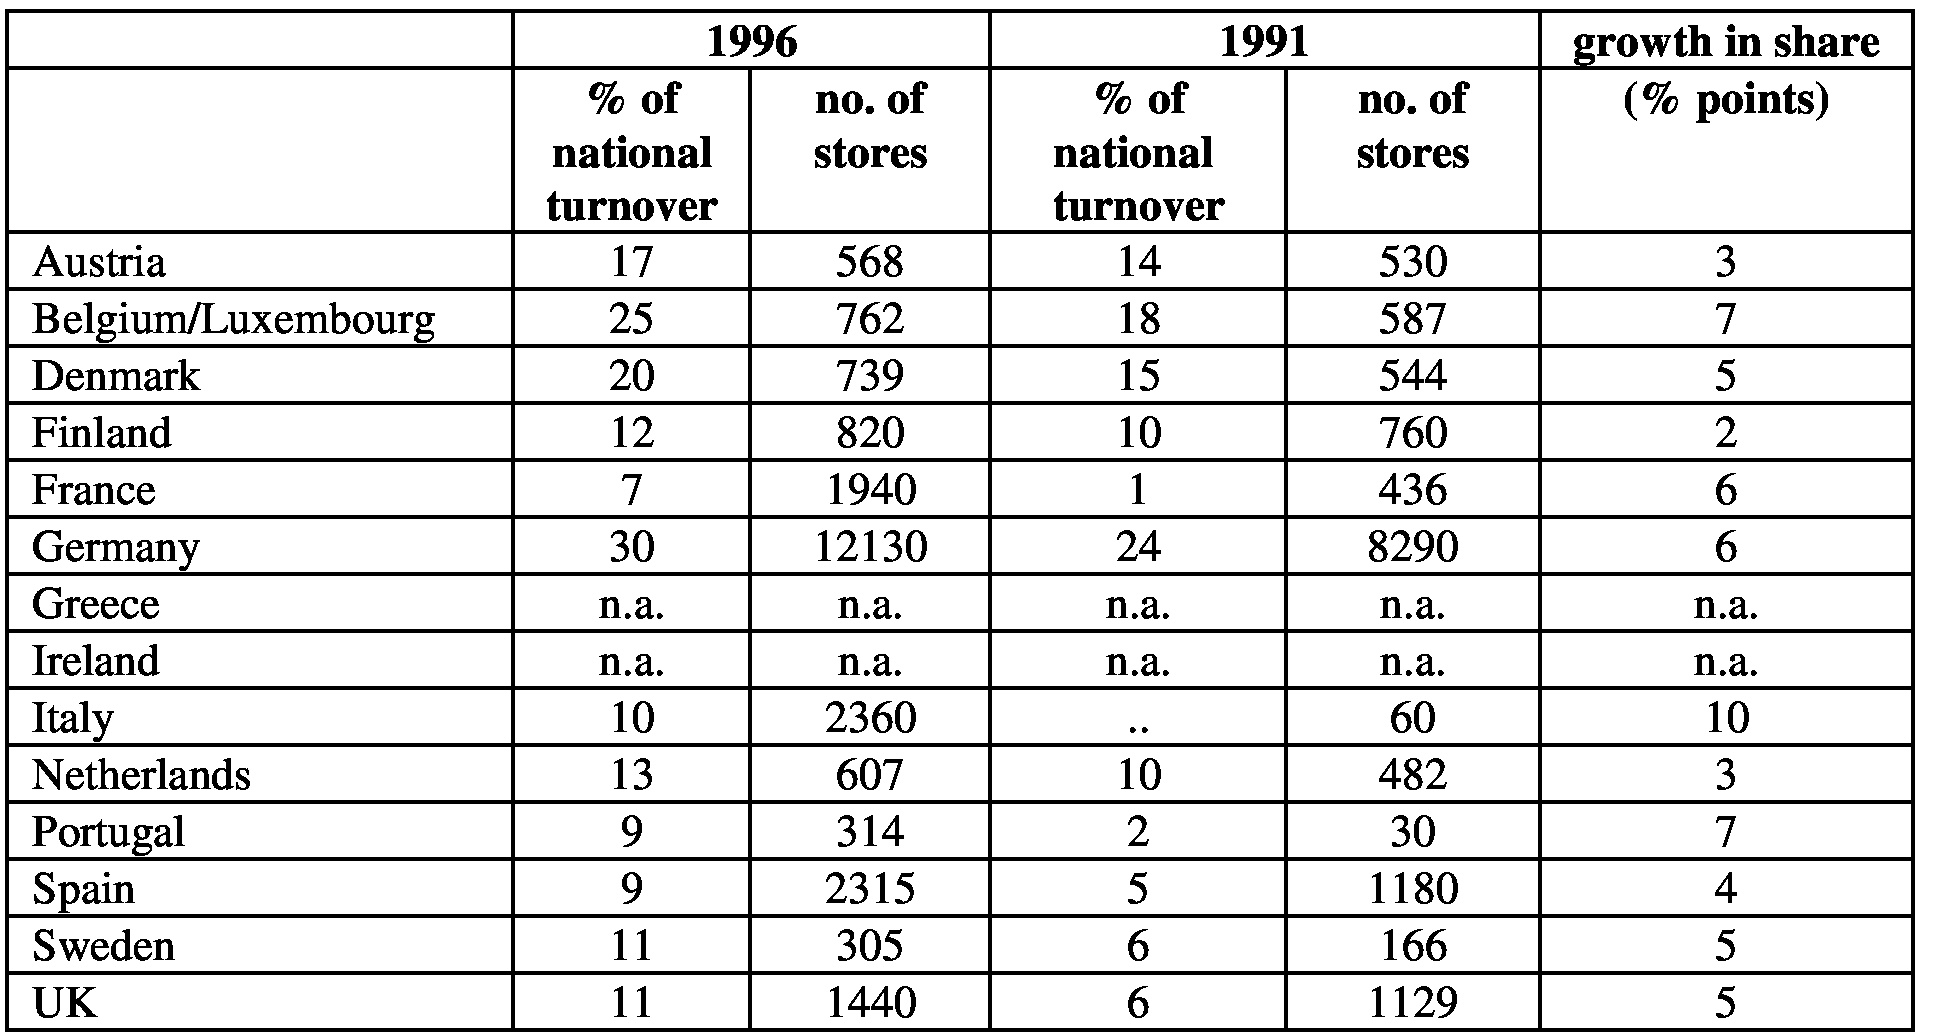 1996 1991 growth in share
% of no. of % of no. of (% points)
national stores national stores
turnover turnover
Austria 17 568 14 530 3
Belgium/Luxembourg 25 762 18 587 7
Denmark 20 739 15 544 5
Finland 12 820 10 760 2
France 7 1940 1 436 6
Germany 30 12130 24 8290 6
Greece n.a. n.a. n.a. n.a. n.a.
Ireland n.a. n.a. n.a. n.a. n.a.
Italy 10 2360 .. 60 10
Netherlands 13 607 10 482 3
Portugal 9 314 2 30 7
Spain 9 2315 5 1180 4
Sweden 11 305 6 166 5
UK 11 1440 6 1129 5